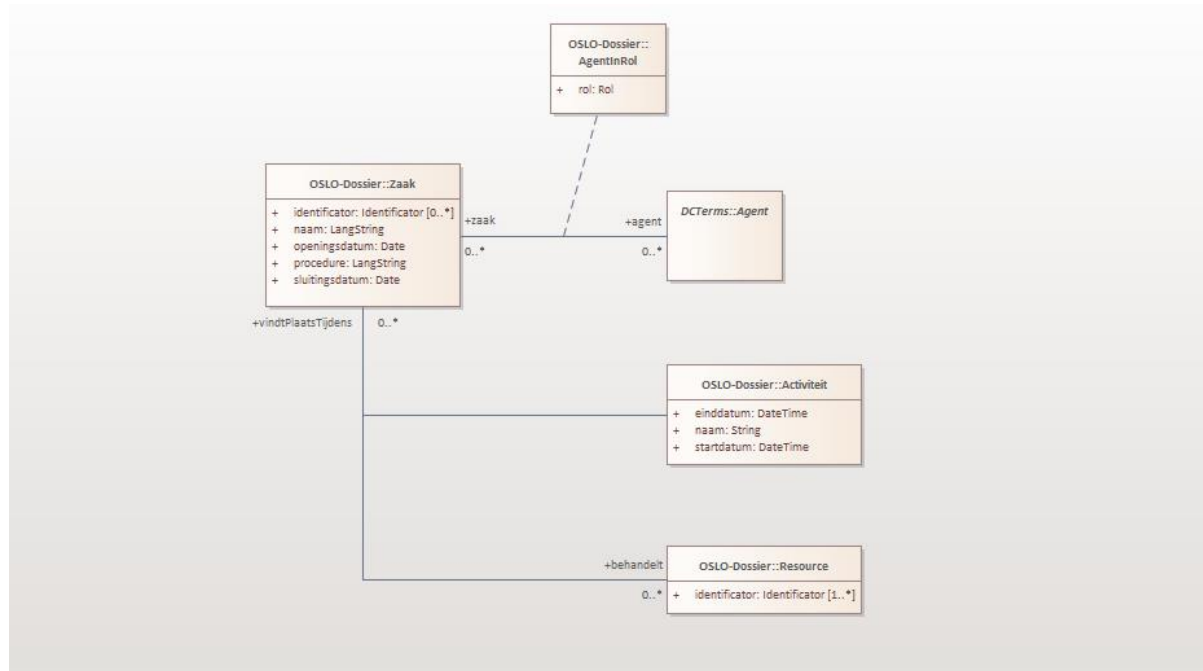 OSLO-Dossier::
AgentInRol
+ rol: Rol
OSLO-Dossier::Zaak
+ identificator: Identificator [0..*]
+ naam: LangString
+ openingsdatum: Date
+ procedure: LangString
+ sluitingsdatum: Date
+zaak
0..*
+agent
0..*
DCTerms::Agent
+vindtPlaatsTijdens
0..*
OSLO-Dossier::Activiteit
+ einddatum: DateTime
+ naam: String
+ startdatum: DateTime
+behandelt
0..*
OSLO-Dossier::Resource
+ identificator: Identificator [1..*]